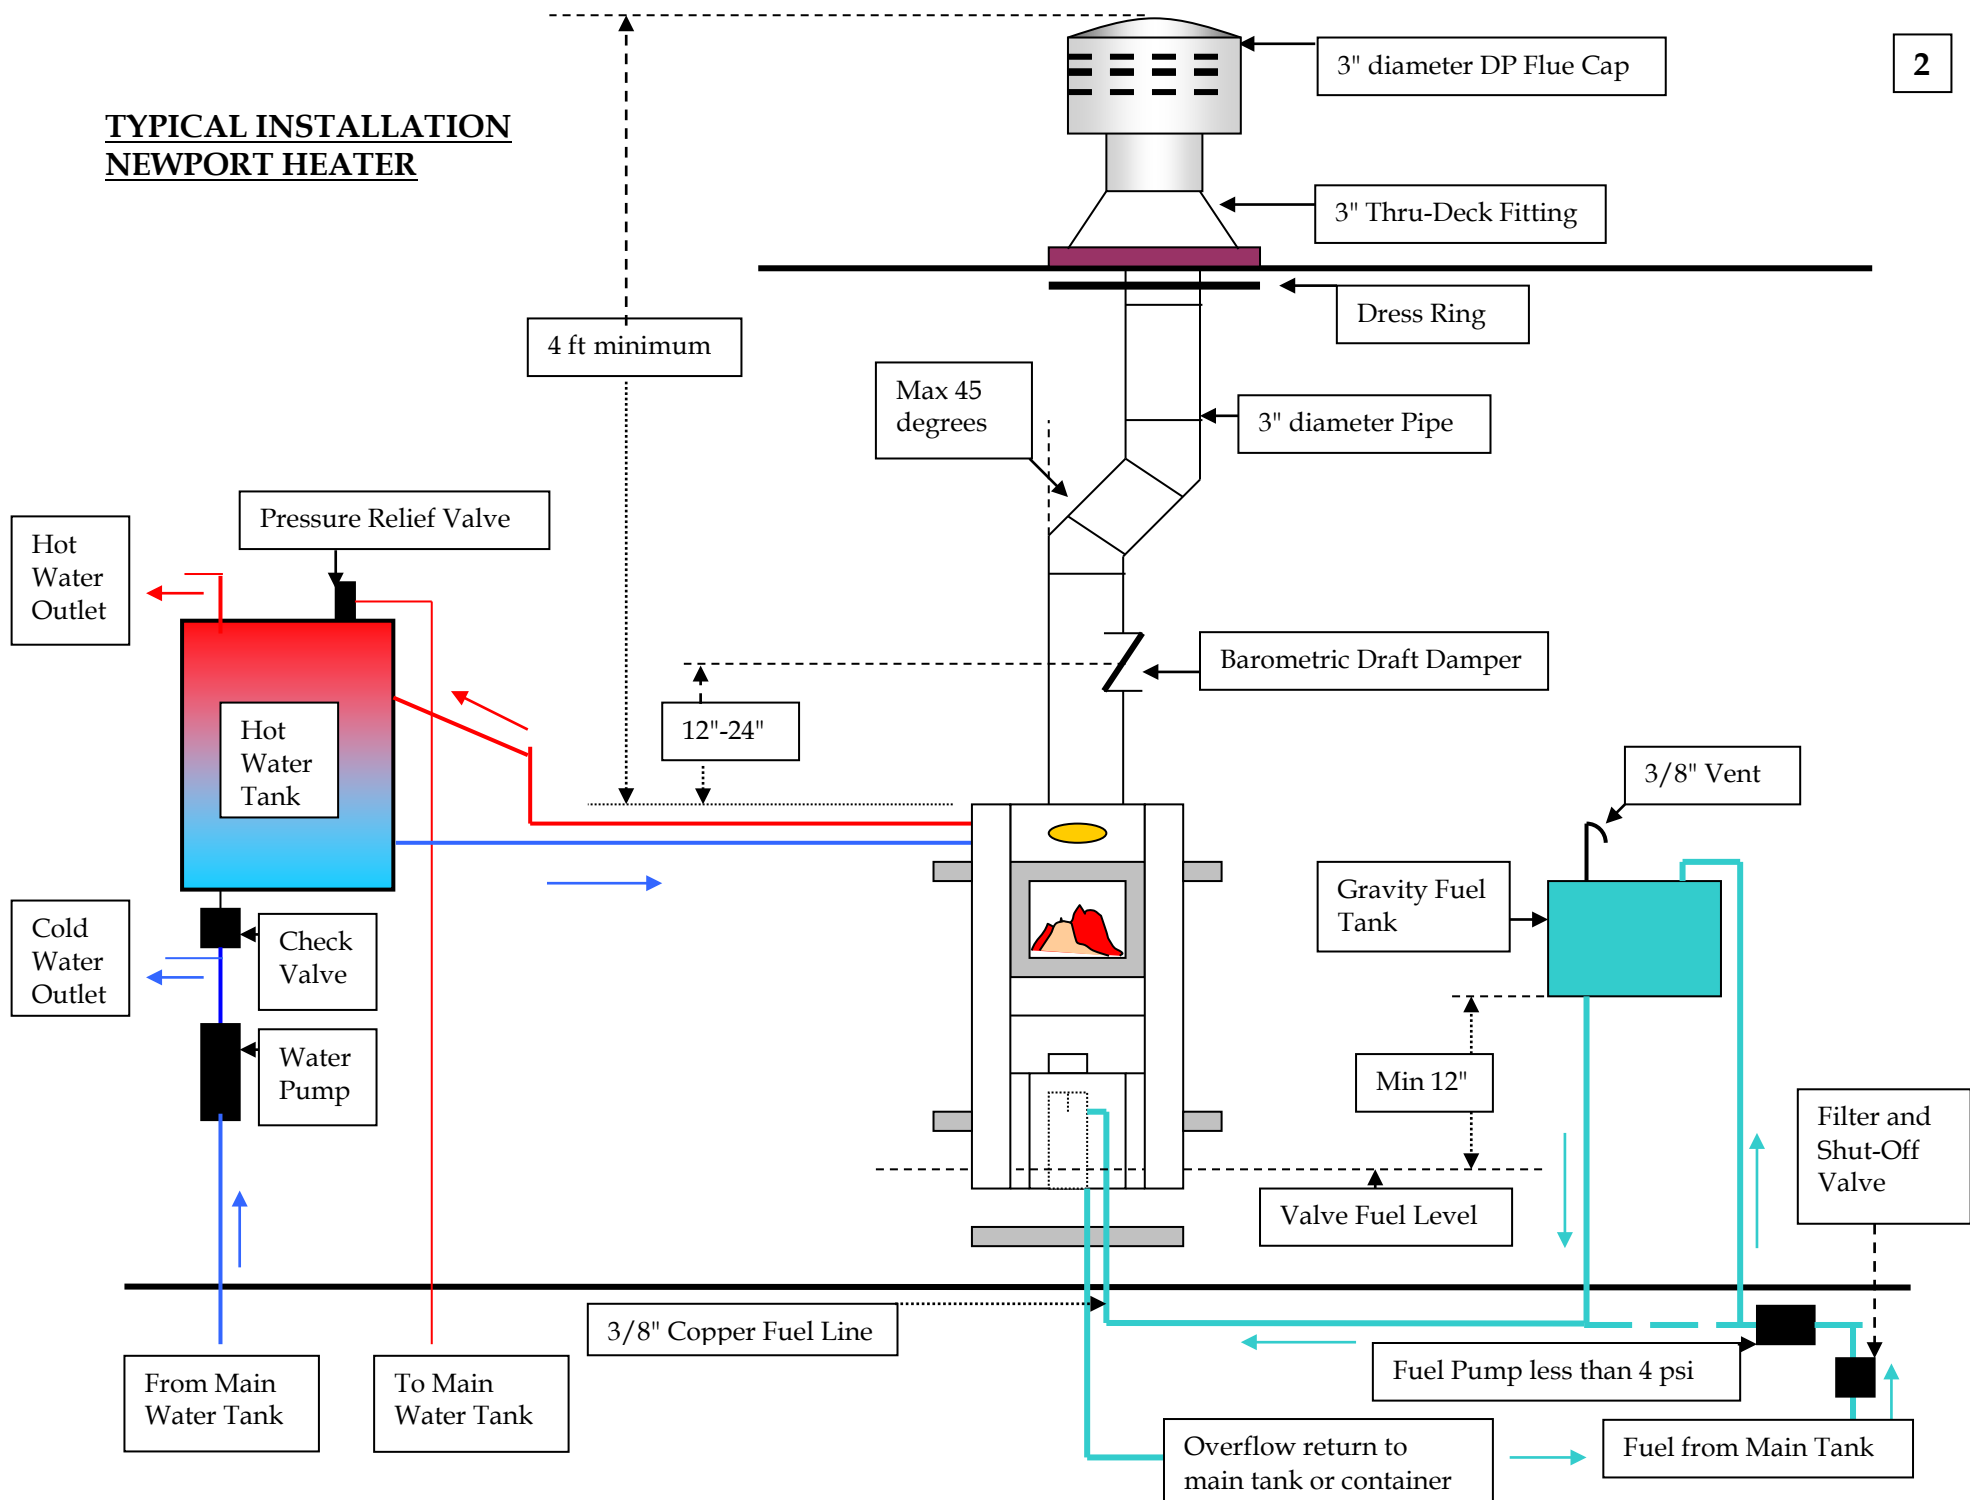 2
TYPICAL INSTALLATION
NEWPORT HEATER
3" diameter DP Flue Cap
3" Thru-Deck Fitting
Dress Ring
4 ft minimum
Max 45
degrees
3" diameter Pipe
Pressure Relief Valve
Hot
Water
Outlet
Barometric Draft Damper
12"-24"
Hot
Water
Tank
3/8" Vent
Gravity Fuel
Tank
Cold
Water
Outlet
Check
Valve
Water
Pump
Min 12"
Filter and
Shut-Off
Valve
Valve Fuel Level
3/8" Copper Fuel Line
Fuel Pump less than 4 psi
From Main
Water Tank
To Main
Water Tank
Overflow return to
main tank or container
Fuel from Main Tank